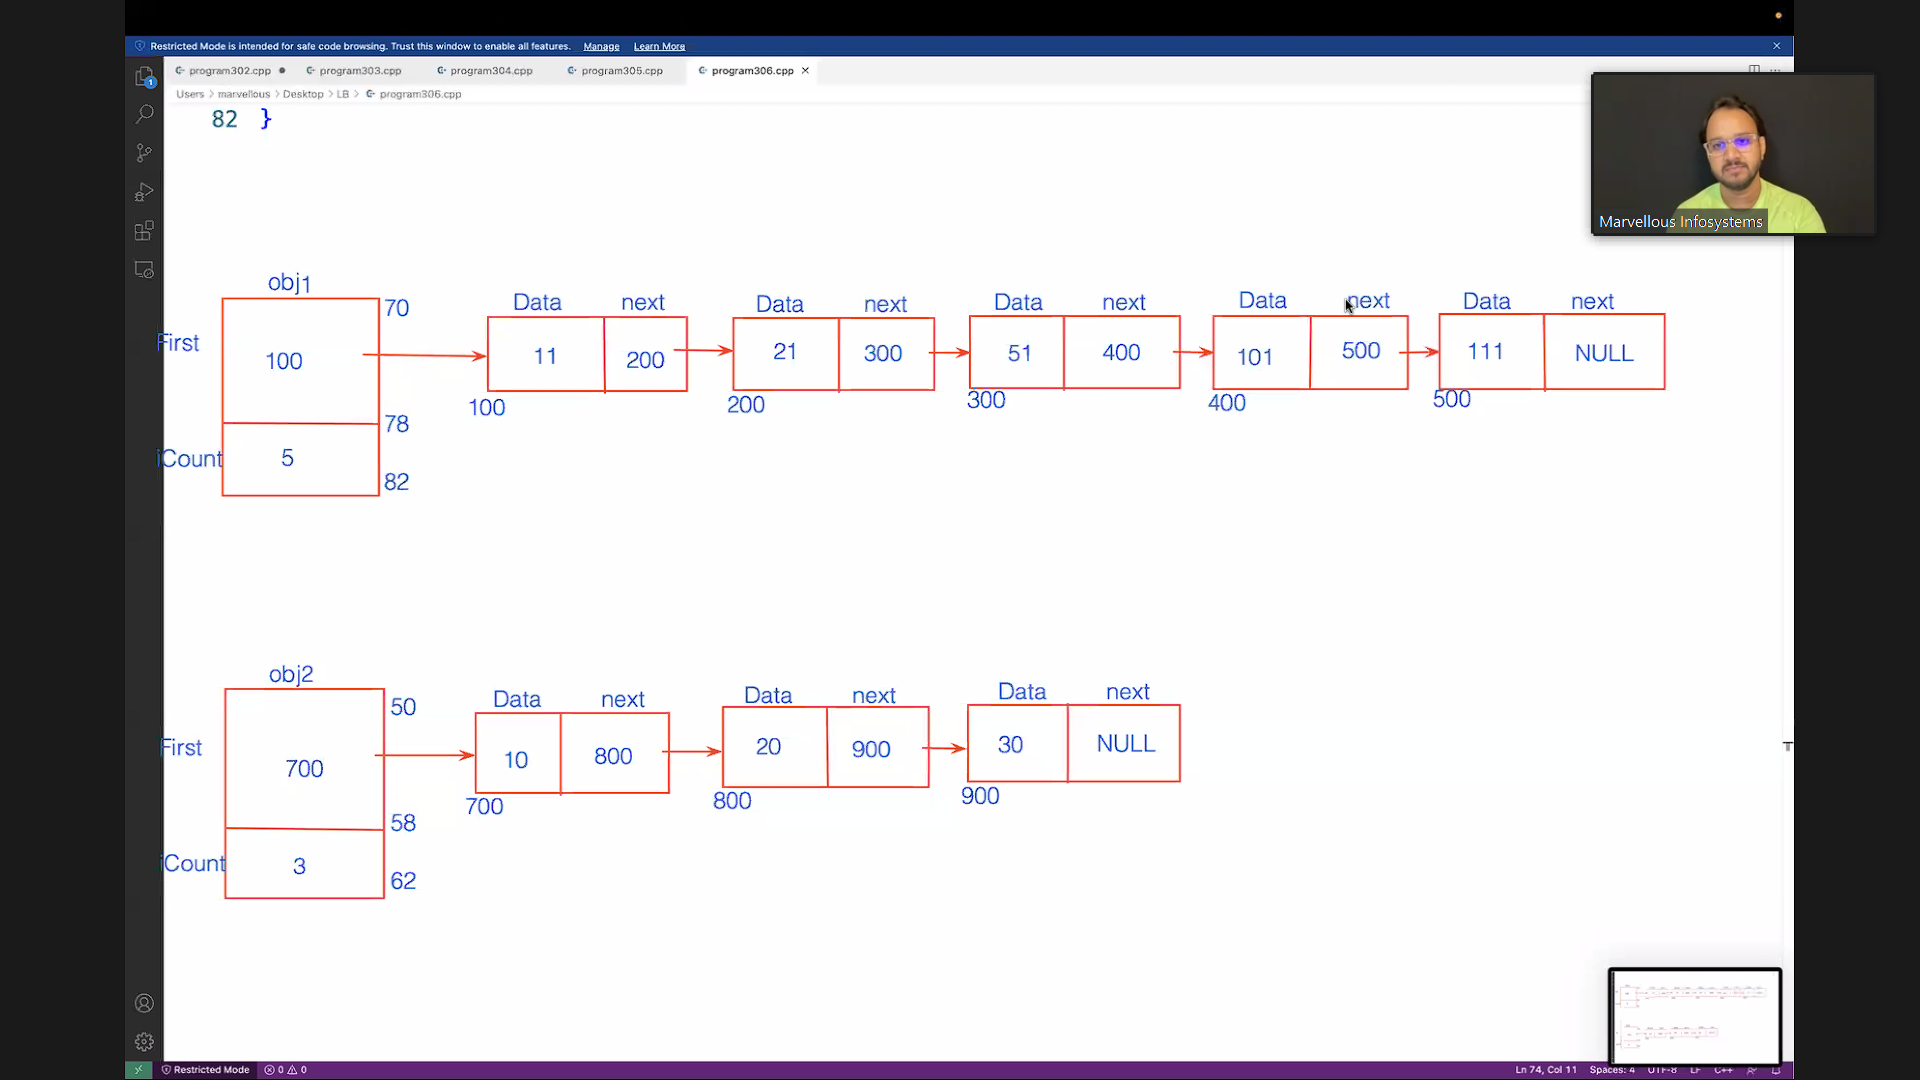 Restricted Mode is intended for safe code browsing. Trust this window to enable all features. Manage Learn More
program302.cpp program303.cpp program304.cpp program305.cpp program306.cpp
Users > marvellous > Desktop > LB > program306.cpp
1
82 }
Marvellous Infosystems
obj1
70
Data next Data next Data next Data next Data next
First
100
11 200 21 300 51 400 101 500 111 NULL
100 200 300 400 500
78
iCount
5
82
obj2
50
Data next Data next Data next
First
700
10 800 20 900 30 NULL
700 800 900
58
iCount
3
62
Restricted Mode 0 0 Ln 74, Col 11 Spaces: 4 UTF-8 LF C++